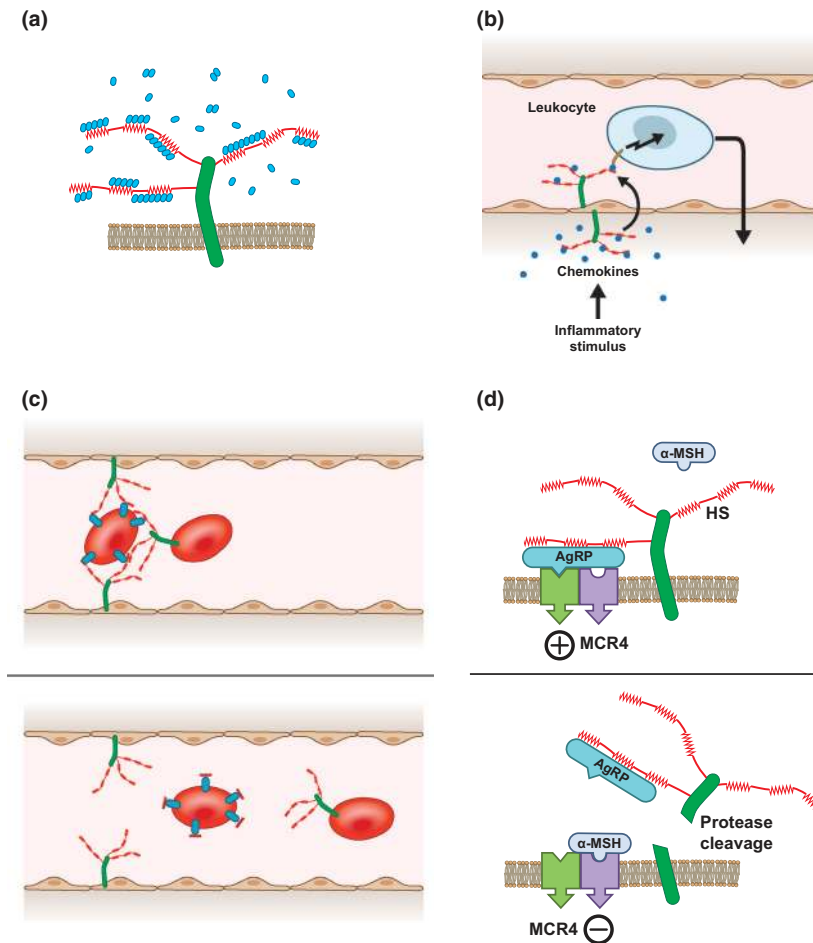 (a)
(b)
Leukocyte
Chemokines
Inflammatory
stimulus
(c)
(d)
α-MSH
HS
AgRP
+
MCR4
AgRP
Protease
cleavage
α-MSH
MCR4
−